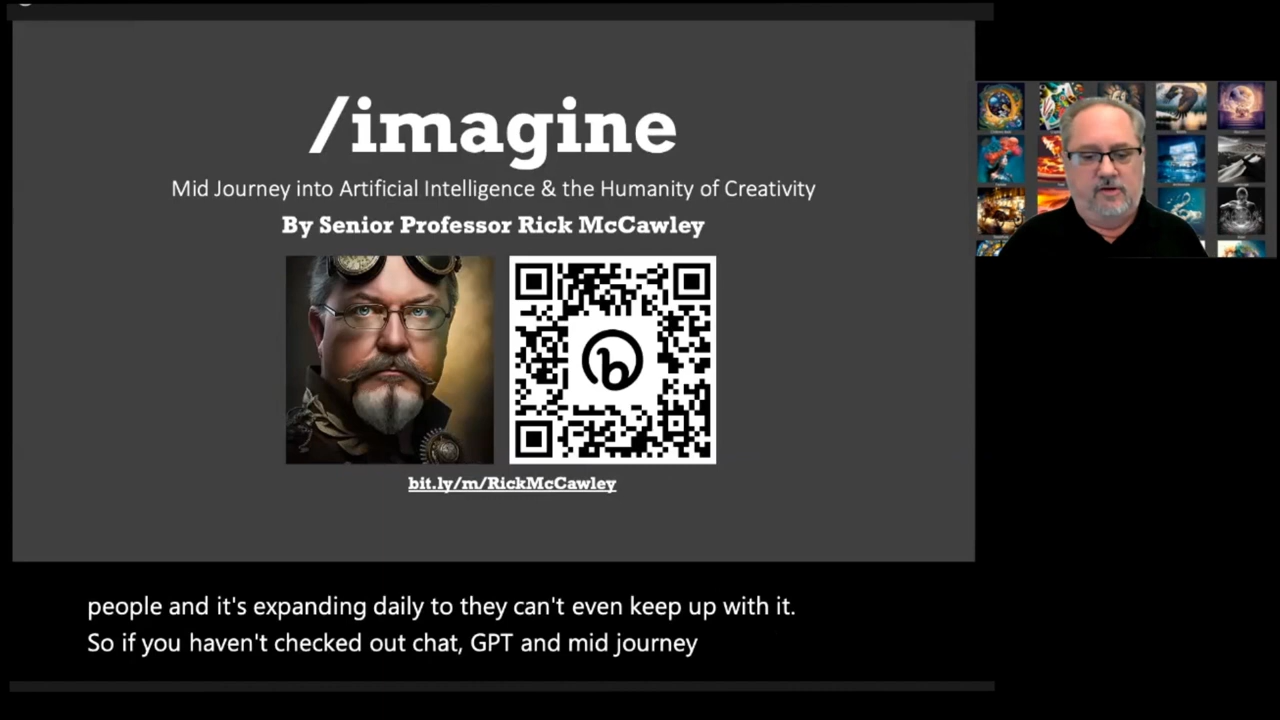 /imagine
Mid Journey into Artificial Intelligence & the Humanity of Creativity
By Senior Professor Rick McCawley
b
bit.ly/m/RickMcCawley
people and it's expanding daily to they can't even keep up with it.
So if you haven't checked out chat, GPT and mid journey